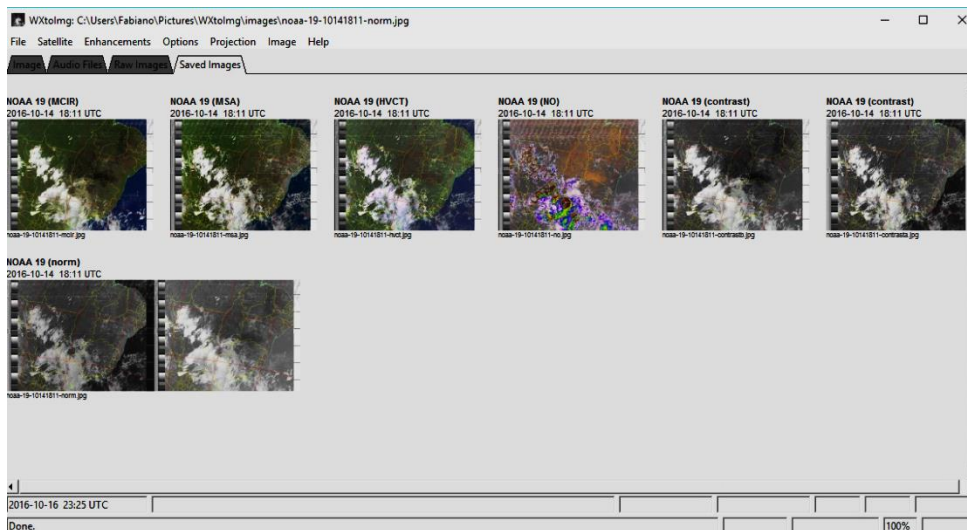 WXtoImg: C:\Users\Fabiano\Pictures\WXtoImg\images\noaa-19-10141811-norm.jpg
File Satellite Enhancements Options Projection Image Help
Image Audio Files Raw Images Saved Images
NOAA 19 (MCIR) NOAA 19 (MSA) NOAA 19 (HVCT) NOAA 19 (NO) NOAA 19 (contrast) NOAA 19 (contrast)
2016-10-14 18:11 UTC 2016-10-14 18:11 UTC 2016-10-14 18:11 UTC 2016-10-14 18:11 UTC 2016-10-14 18:11 UTC 2016-10-14 18:11 UTC
noaa-19-10141811-mcir.jpg noaa-19-10141811-msa.jpg noaa-19-10141811-hvct.jpg noaa-19-10141811-no.jpg noaa-19-10141811-contrastb.jpg noaa-19-10141811-contrasta.jpg
NOAA 19 (norm)
2016-10-14 18:11 UTC
noaa-19-10141811-norm.jpg
2016-10-16 23:25 UTC
Done. 100%